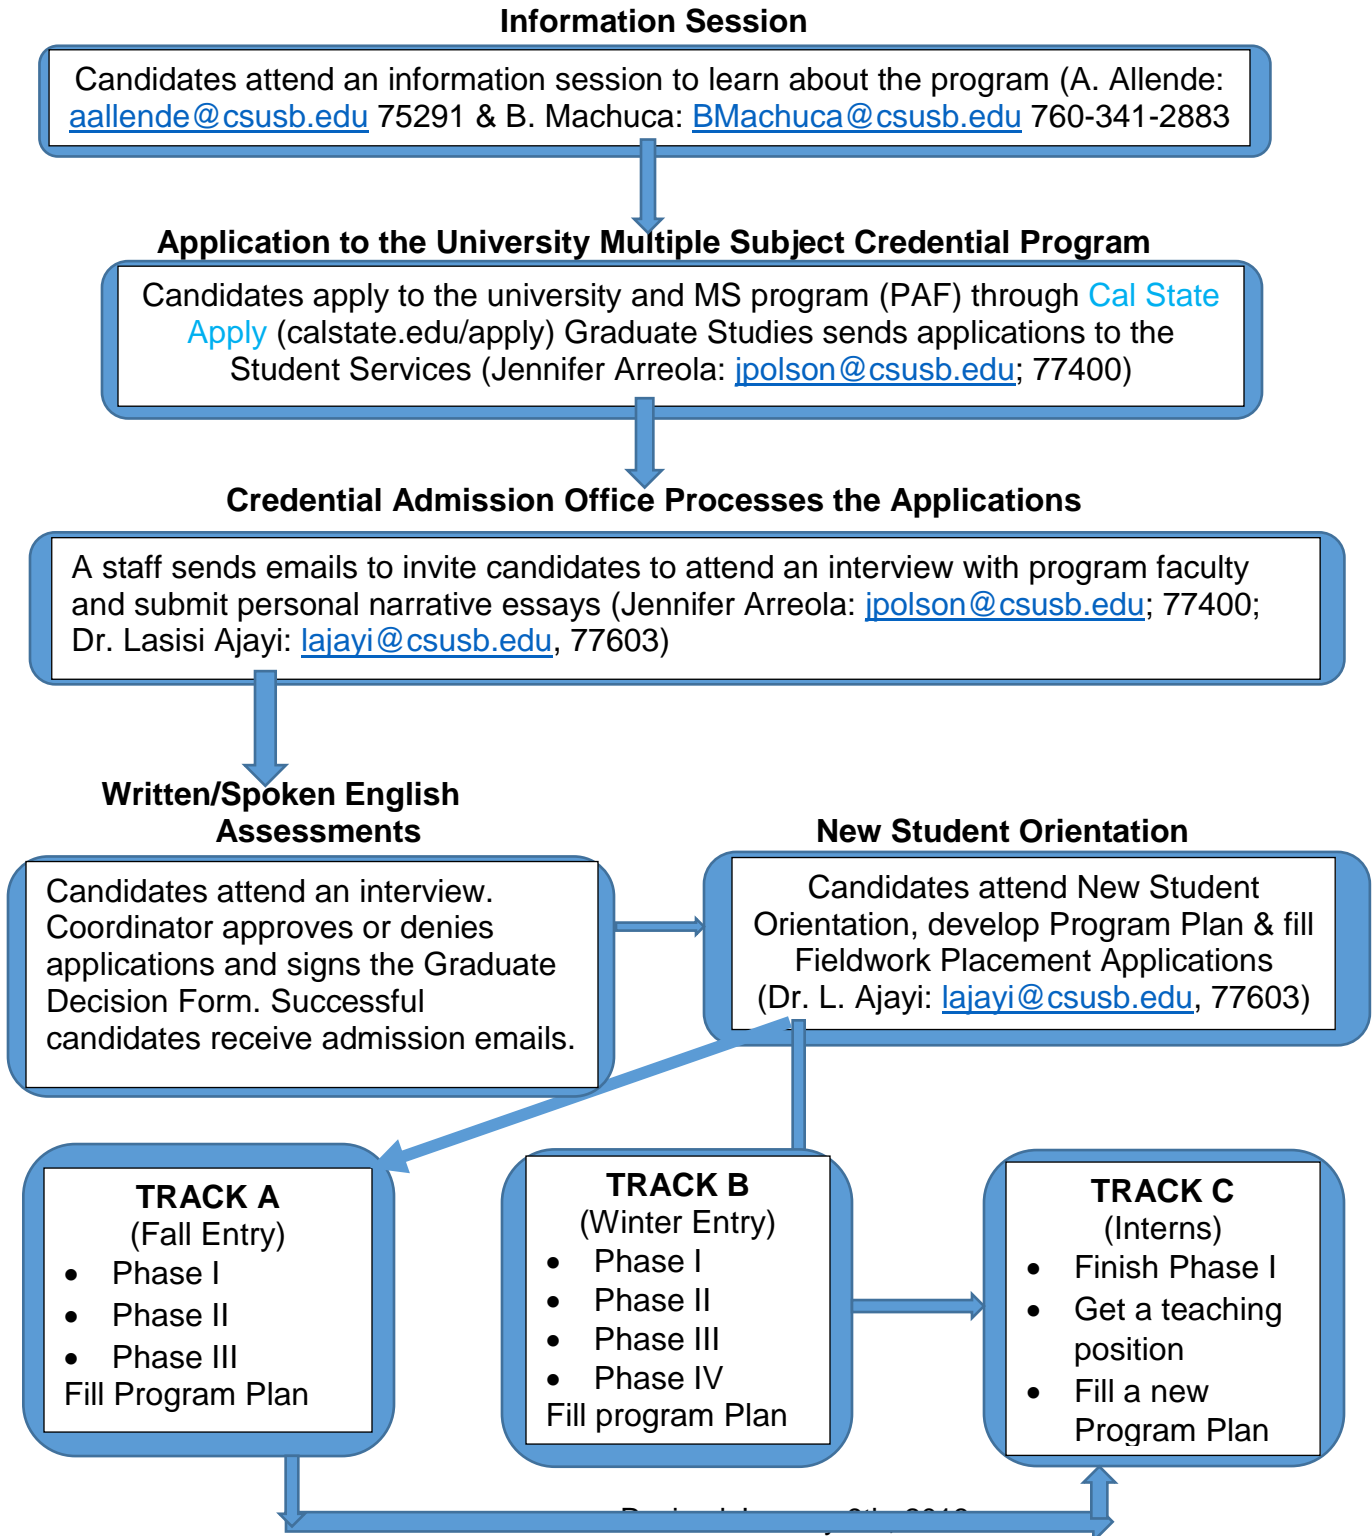 Information Session
Candidates attend an information session to learn about the program (A. Allende:
aallende@csusb.edu 75291 & B. Machuca: BMachuca@csusb.edu 760-341-2883
Application to the University Multiple Subject Credential Program
Candidates apply to the university and MS program (PAF) through Cal State
Apply (calstate.edu/apply) Graduate Studies sends applications to the
Student Services (Jennifer Arreola: jpolson@csusb.edu; 77400)
Credential Admission Office Processes the Applications
A staff sends emails to invite candidates to attend an interview with program faculty
and submit personal narrative essays (Jennifer Arreola: jpolson@csusb.edu; 77400;
Dr. Lasisi Ajayi: lajayi@csusb.edu, 77603)
Written/Spoken English
Assessments
Candidates attend an interview.
Coordinator approves or denies
applications and signs the Graduate
Decision Form. Successful
candidates receive admission emails.
New Student Orientation
Candidates attend New Student
Orientation, develop Program Plan & fill
Fieldwork Placement Applications
(Dr. L. Ajayi: lajayi@csusb.edu, 77603)
TRACK A
(Fall Entry)
• Phase I
• Phase II
• Phase III
Fill Program Plan
TRACK B
(Winter Entry)
• Phase I
• Phase II
• Phase III
• Phase IV
Fill program Plan
TRACK C
(Interns)
• Finish Phase I
• Get a teaching
position
• Fill a new
Program Plan